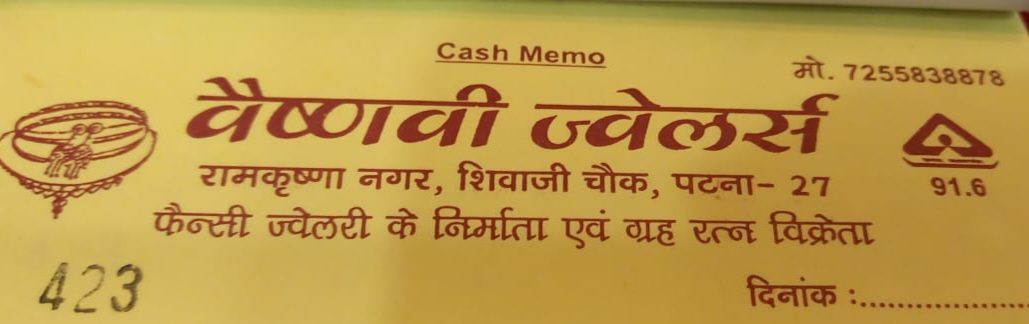 Cash Memo
मो. 7255838878
वैष्णवी ज्वेलर्स
रामकृष्णा नगर, शिवाजी चौक, पटना- 27
91.6
फैन्सी ज्वेलरी के निर्माता एवं ग्रह रत्न विक्रेता
423
दिनांक :....................